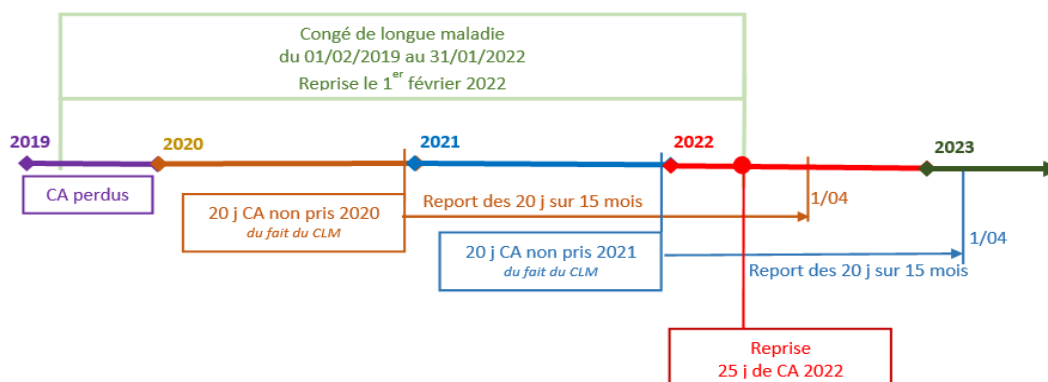 Congé de longue maladie
du 01/02/2019 au 31/01/2022
Reprise le 1er février 2022
2019
2020
2021
2022
2023
CA perdus
20 j CA non pris 2020
du fait du CLM
Report des 20 j sur 15 mois
1/04
20 j CA non pris 2021
du fait du CLM
Report des 20 j sur 15 mois
1/04
Reprise
25 j de CA 2022